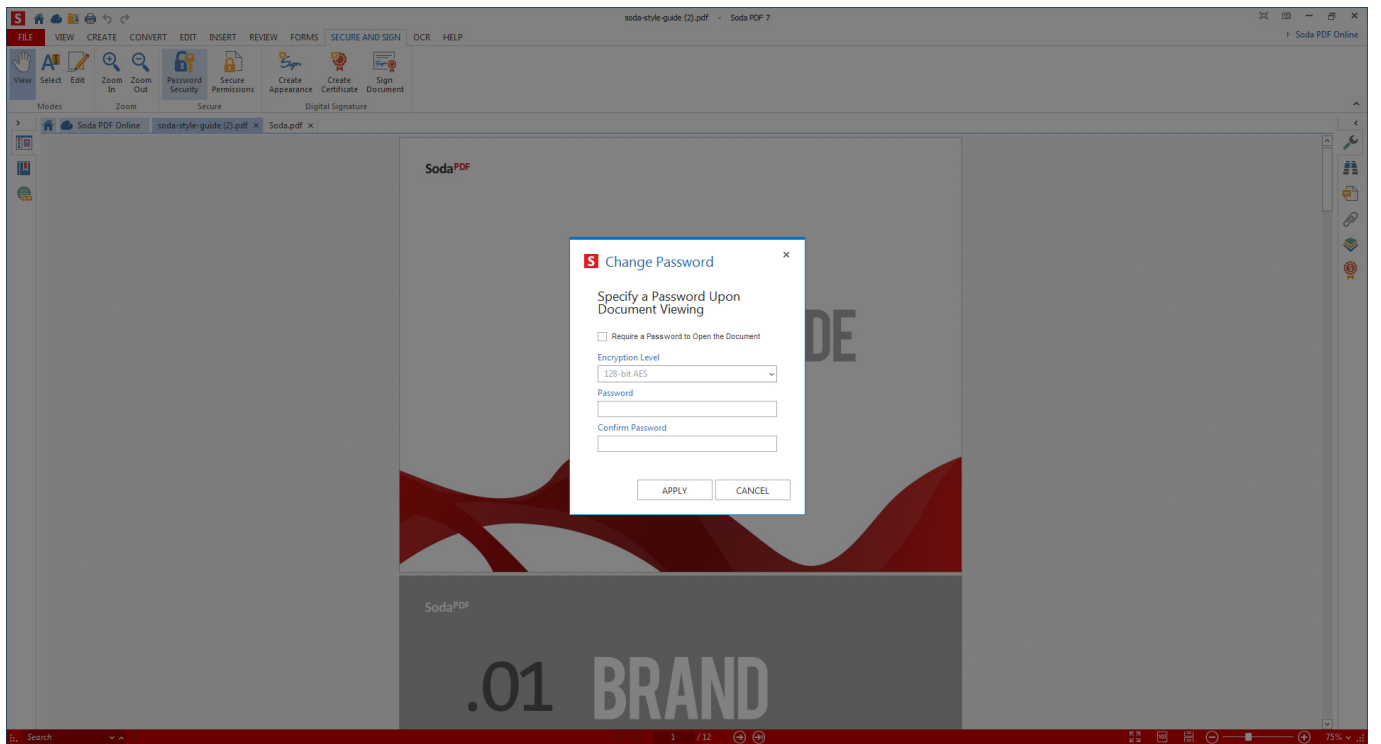 S
soda-style-guide (2).pdf - Soda PDF 7
FILE VIEW CREATE CONVERT EDIT INSERT REVIEW FORMS SECURE AND SIGN OCR HELP
Soda PDF Online
View Select Edit Zoom In Zoom Out Password Security Secure Permissions Create Appearance Create Certificate Sign Document
Modes Zoom Secure Digital Signature
Soda PDF Online soda-style-guide (2).pdf × Soda.pdf ×
SodaPDF
DE
S Change Password ×
Specify a Password Upon
Document Viewing
Require a Password to Open the Document
Encryption Level
128-bit AES
Password
Confirm Password
APPLY CANCEL
SodaPDF
.01 BRAND
Search 1 / 12 75%